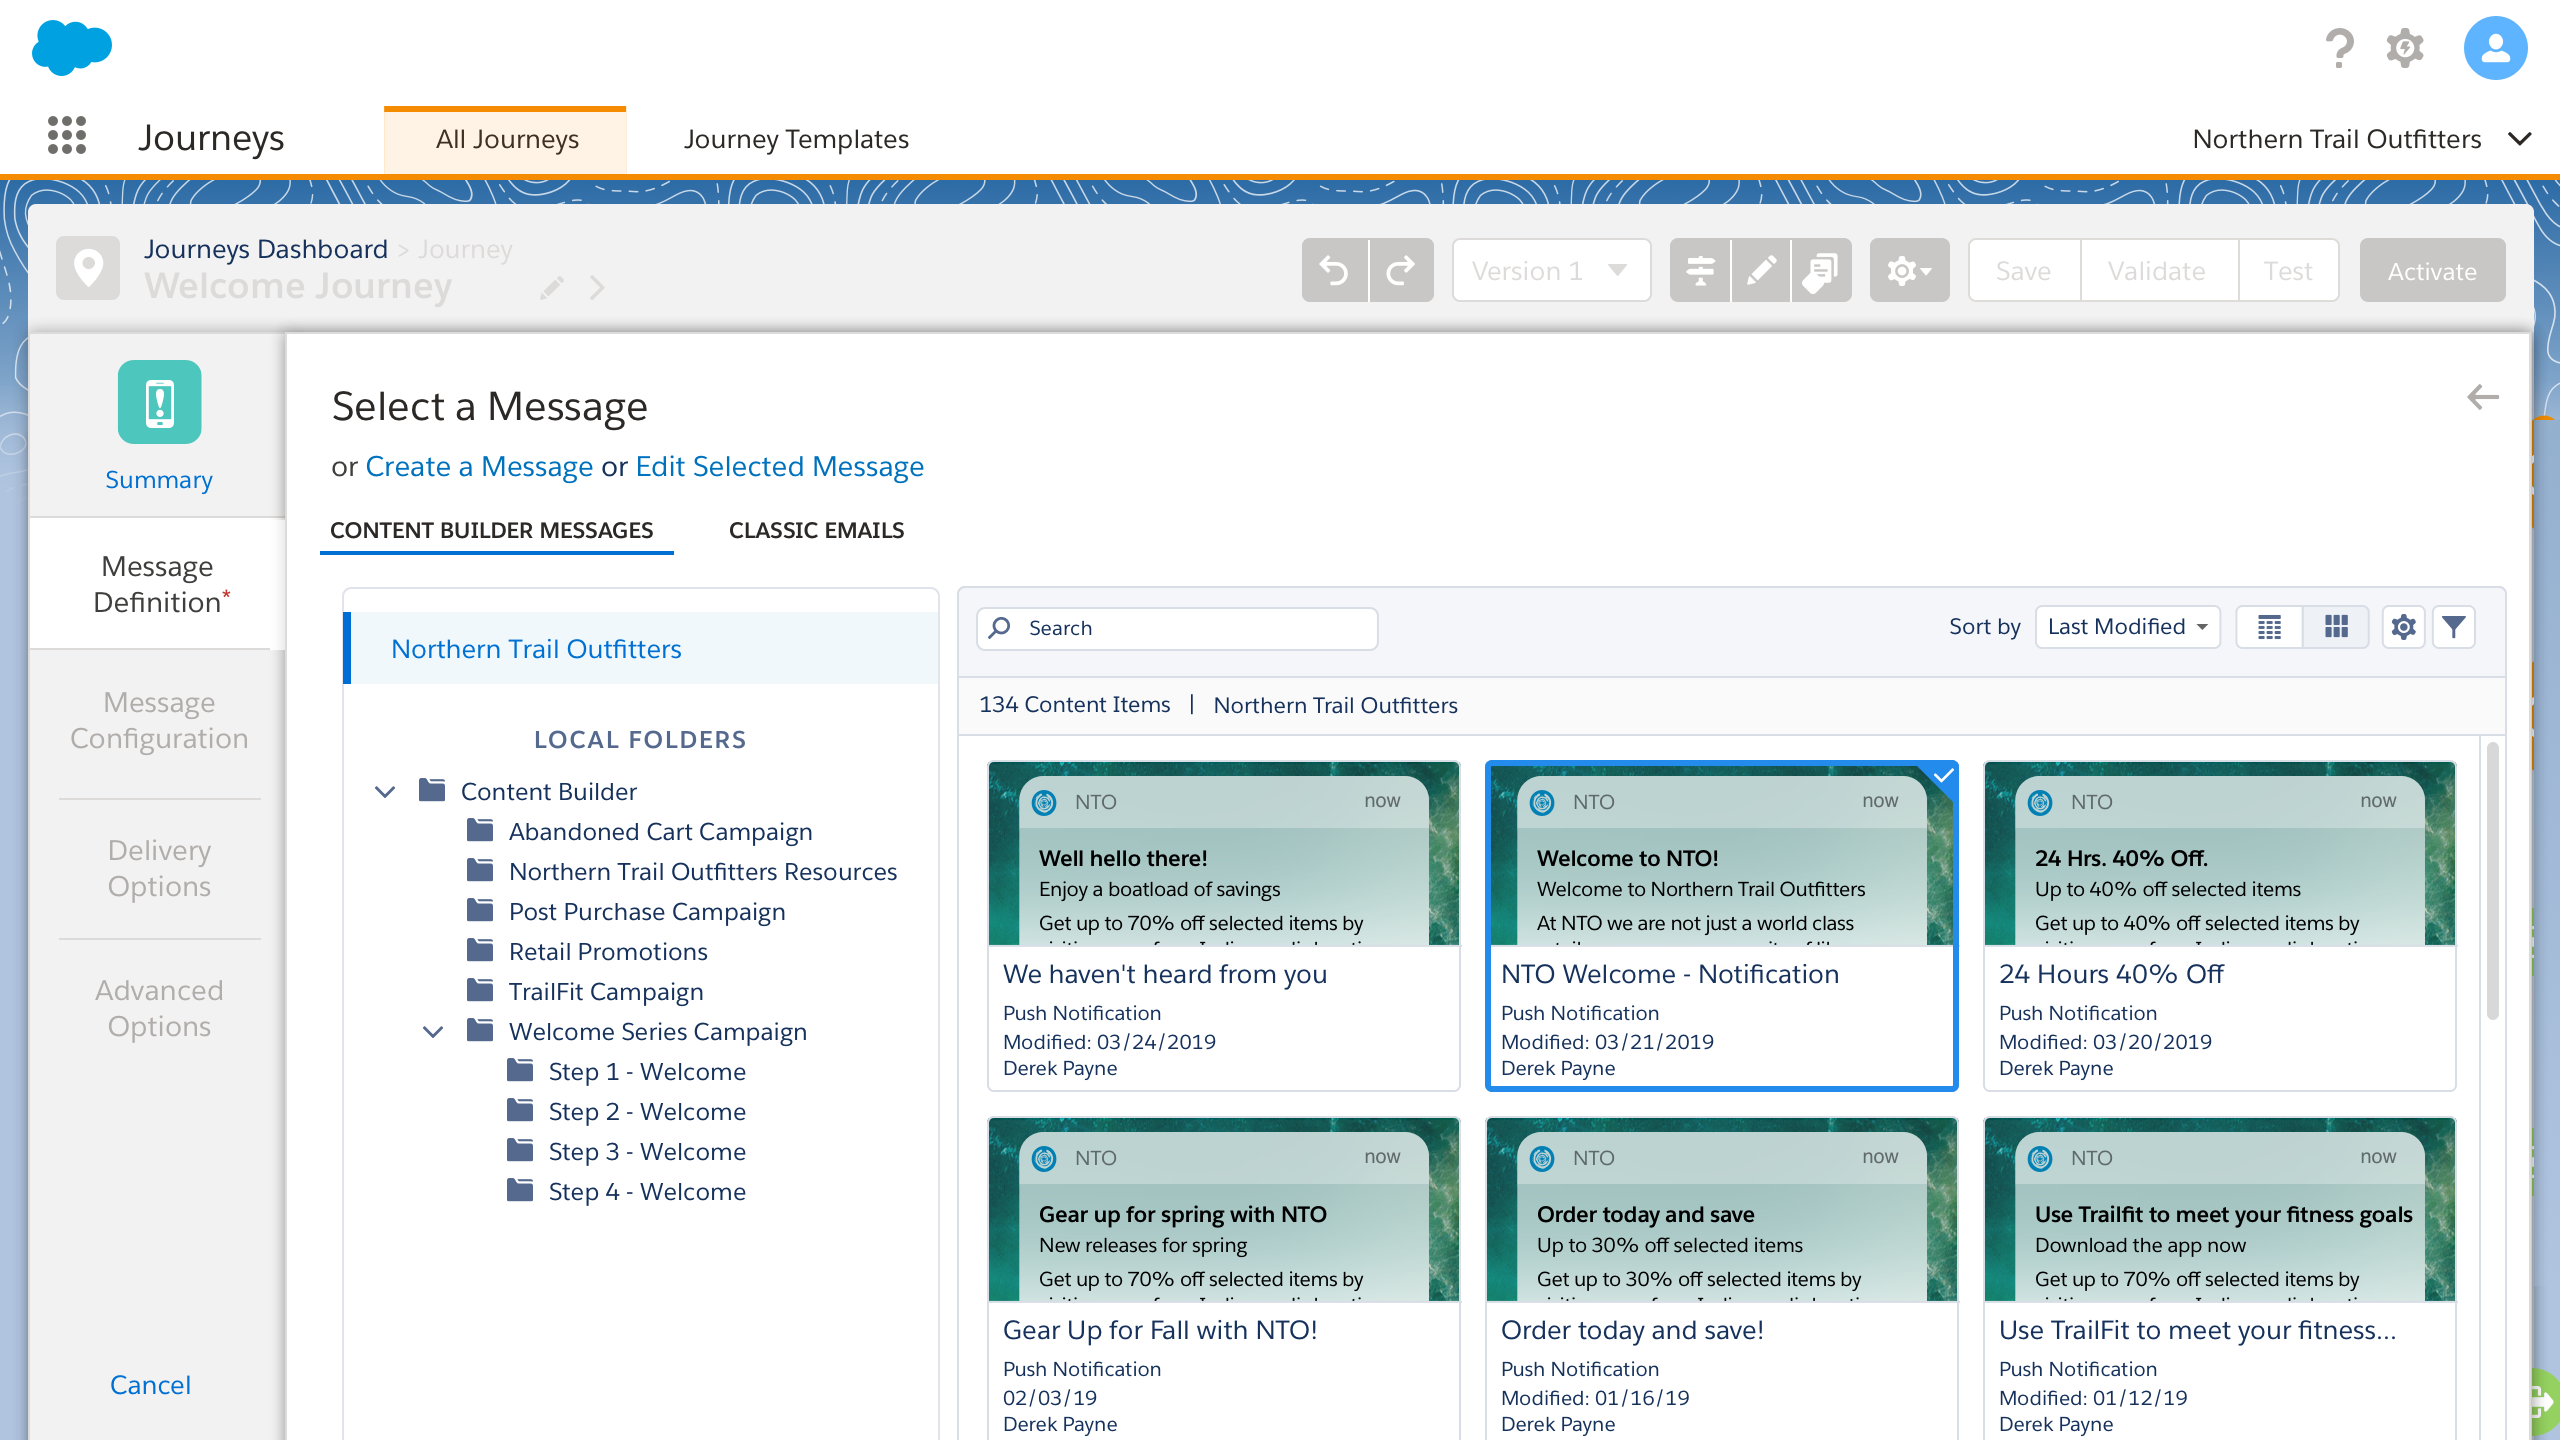 Journeys
All Journeys
Journey Templates
Northern Trail Outfitters
Journeys Dashboard > Journey
Welcome Journey
Version 1
Save
Validate
Test
Activate
Summary
Message
Definition*
Message
Configuration
Delivery
Options
Advanced
Options
Cancel
Select a Message
or Create a Message or Edit Selected Message
CONTENT BUILDER MESSAGES
CLASSIC EMAILS
Northern Trail Outfitters
LOCAL FOLDERS
Content Builder
Abandoned Cart Campaign
Northern Trail Outfitters Resources
Post Purchase Campaign
Retail Promotions
TrailFit Campaign
Welcome Series Campaign
Step 1 - Welcome
Step 2 - Welcome
Step 3 - Welcome
Step 4 - Welcome
Search
Sort by
Last Modified
134 Content Items | Northern Trail Outfitters
NTO
now
Well hello there!
Enjoy a boatload of savings
Get up to 70% off selected items by
We haven't heard from you
Push Notification
Modified: 03/24/2019
Derek Payne
NTO
now
Welcome to NTO!
Welcome to Northern Trail Outfitters
At NTO we are not just a world class
NTO Welcome - Notification
Push Notification
Modified: 03/21/2019
Derek Payne
NTO
now
24 Hrs. 40% Off.
Up to 40% off selected items
Get up to 40% off selected items by
24 Hours 40% Off
Push Notification
Modified: 03/20/2019
Derek Payne
NTO
now
Gear up for spring with NTO
New releases for spring
Get up to 70% off selected items by
Gear Up for Fall with NTO!
Push Notification
02/03/19
Derek Payne
NTO
now
Order today and save
Up to 30% off selected items
Get up to 30% off selected items by
Order today and save!
Push Notification
Modified: 01/16/19
Derek Payne
NTO
now
Use Trailfit to meet your fitness goals
Download the app now
Get up to 70% off selected items by
Use TrailFit to meet your fitness...
Push Notification
Modified: 01/12/19
Derek Payne